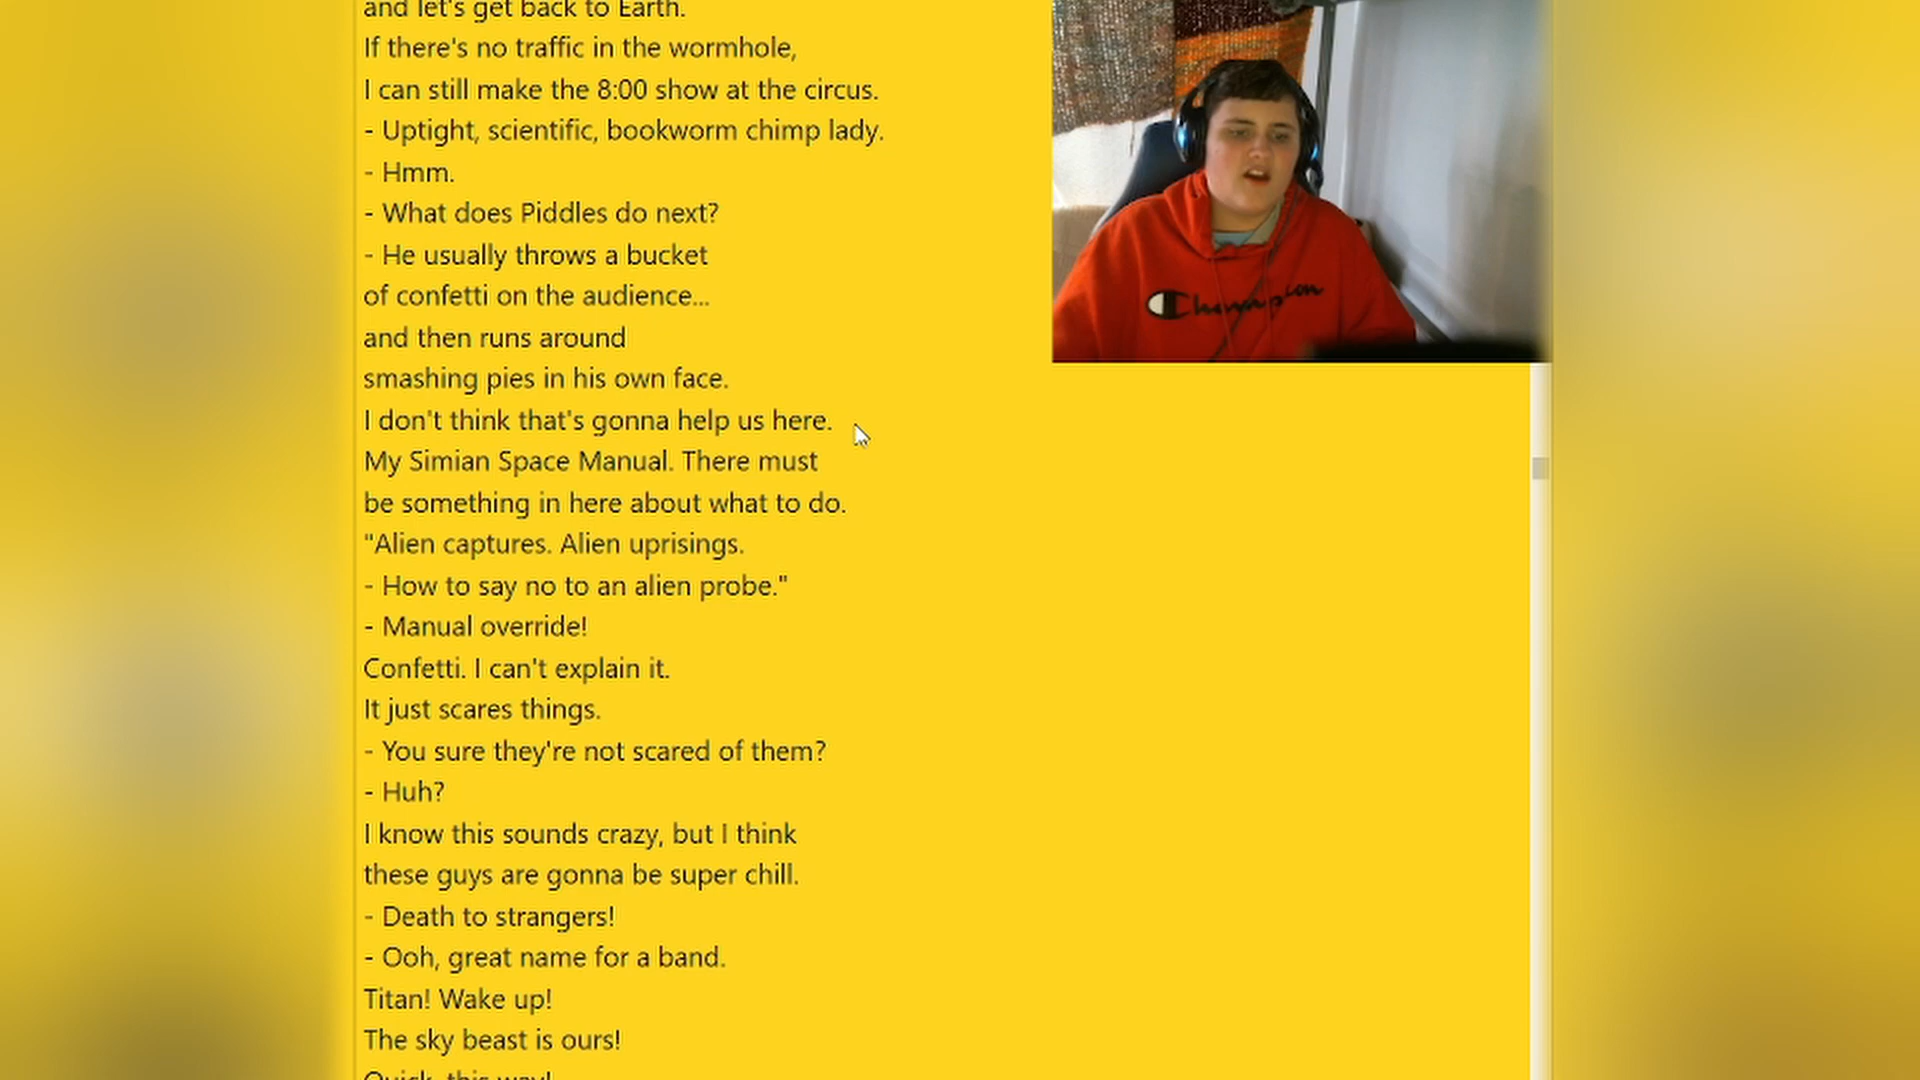 and let's get back to Earth.
If there's no traffic in the wormhole,
I can still make the 8:00 show at the circus.
- Uptight, scientific, bookworm chimp lady.
- Hmm.
- What does Piddles do next?
- He usually throws a bucket
of confetti on the audience...
and then runs around
smashing pies in his own face.
I don't think that's gonna help us here.
My Simian Space Manual. There must
be something in here about what to do.
"Alien captures. Alien uprisings.
- How to say no to an alien probe."
- Manual override!
Confetti. I can't explain it.
It just scares things.
- You sure they're not scared of them?
- Huh?
I know this sounds crazy, but I think
these guys are gonna be super chill.
- Death to strangers!
- Ooh, great name for a band.
Titan! Wake up!
The sky beast is ours!
Quick, this way!
Champion